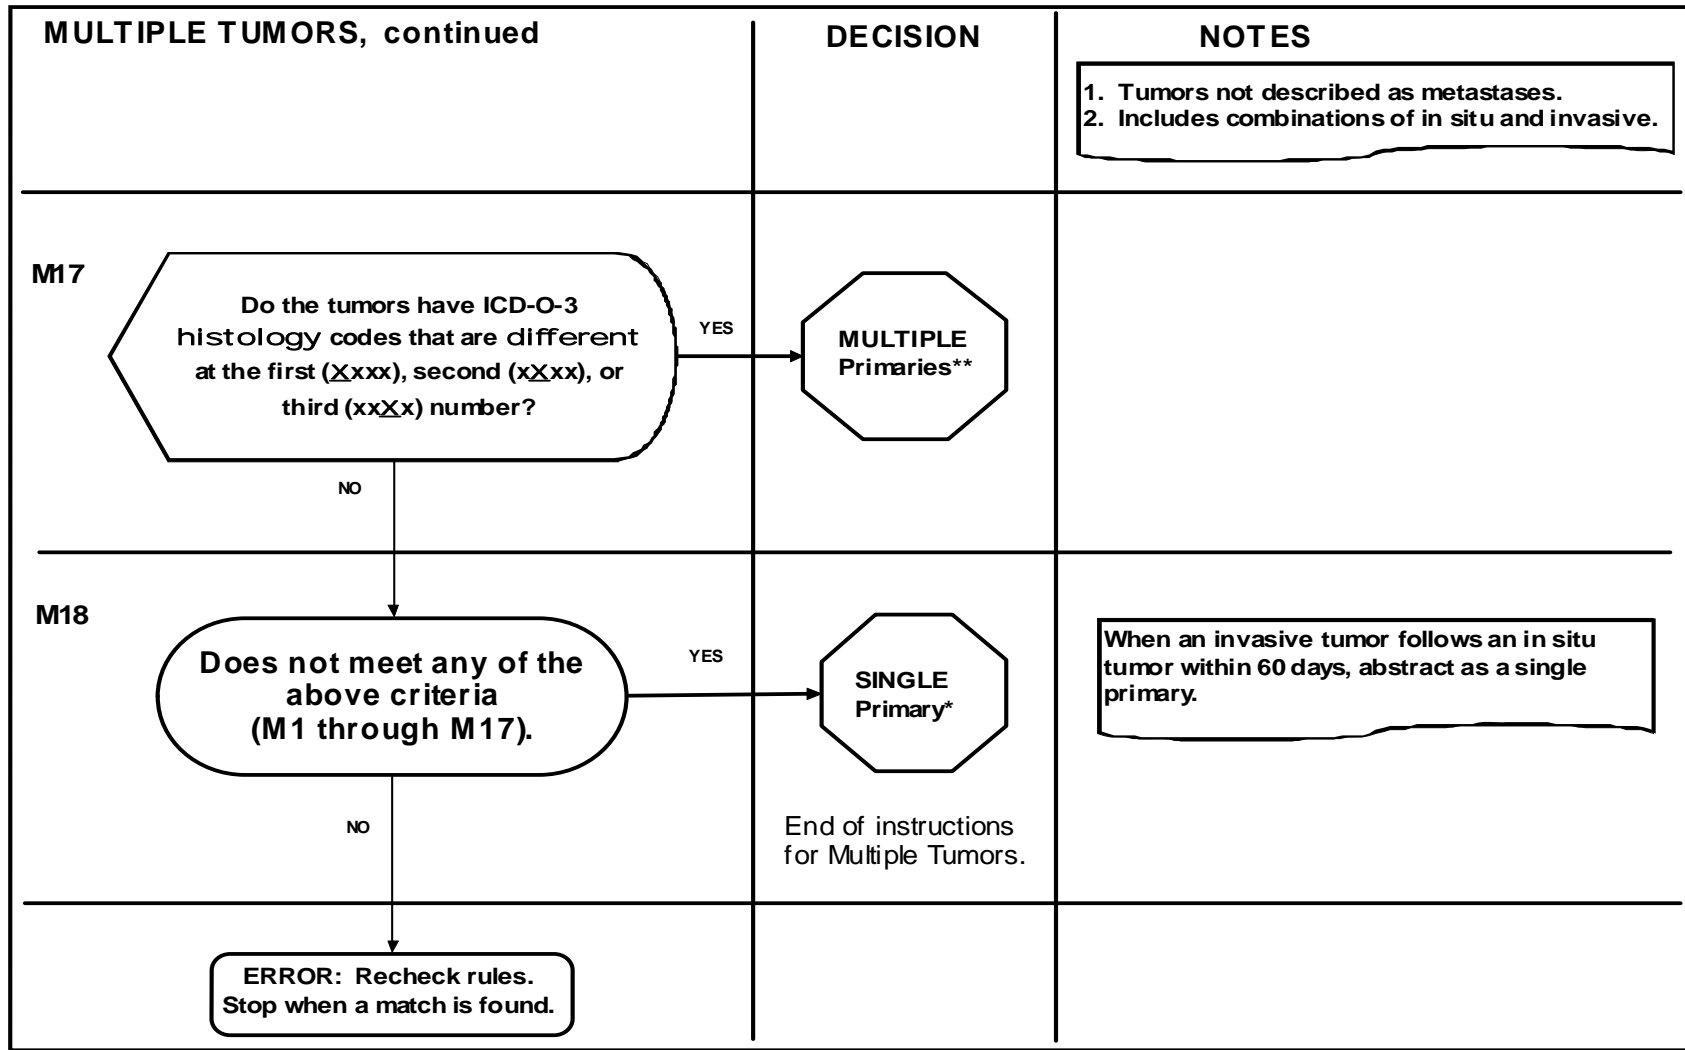 MULTIPLE TUMORS, continued
DECISION
NOTES
1. Tumors not described as metastases.
2. Includes combinations of in situ and invasive.
M17
Do the tumors have ICD-O-3
histology codes that are different
at the first (Xxxx), second (xXxx), or
third (xxXx) number?
YES
MULTIPLE
Primaries**
NO
M18
Does not meet any of the
above criteria
(M1 through M17).
YES
SINGLE
Primary*
When an invasive tumor follows an in situ
tumor within 60 days, abstract as a single
primary.
NO
End of instructions
for Multiple Tumors.
ERROR: Recheck rules.
Stop when a match is found.